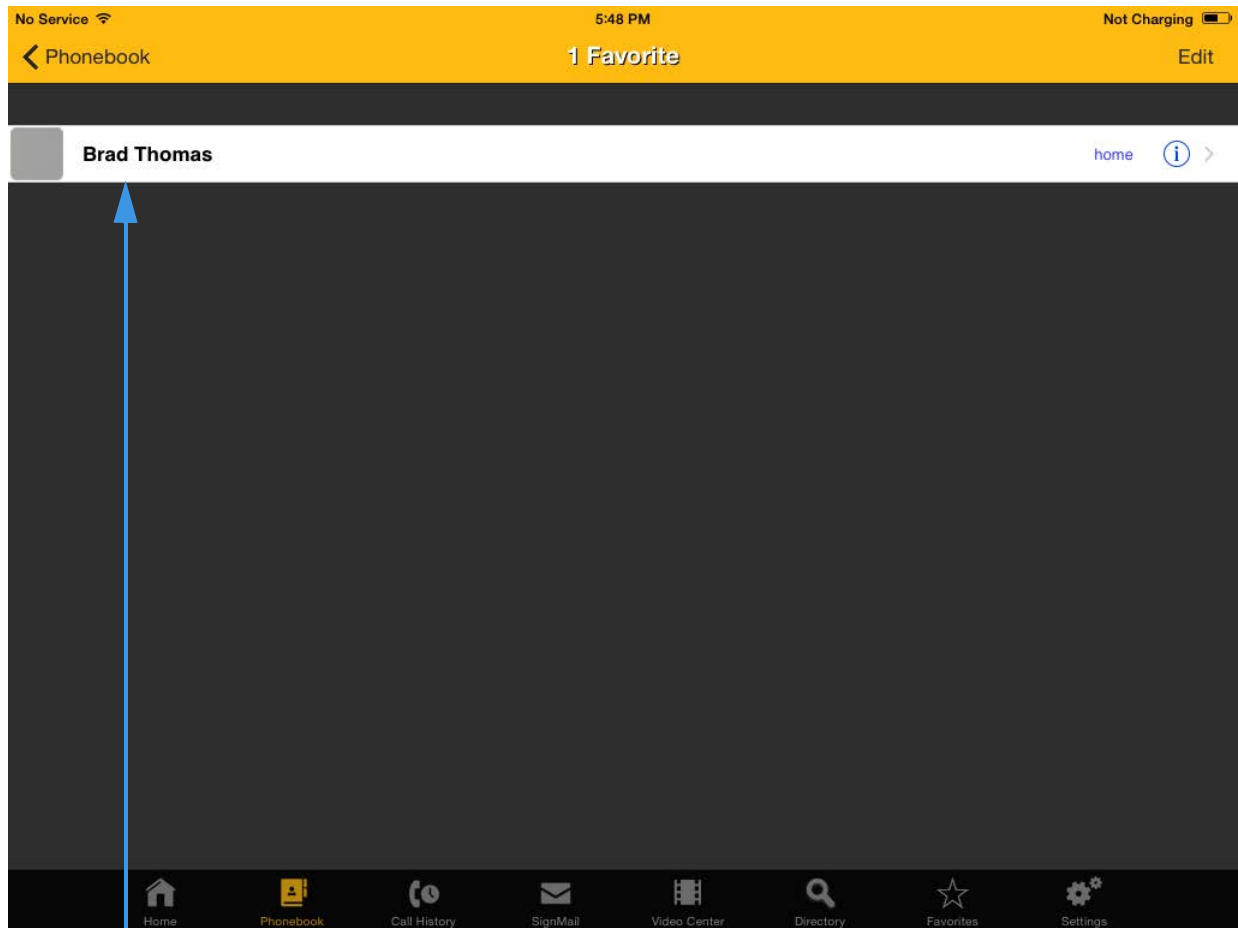 No Service 5:48 PM Not Charging
Phonebook 1 Favorite Edit
Brad Thomas home i
Home Phonebook Call History SignMail Video Center Directory Favorites Settings